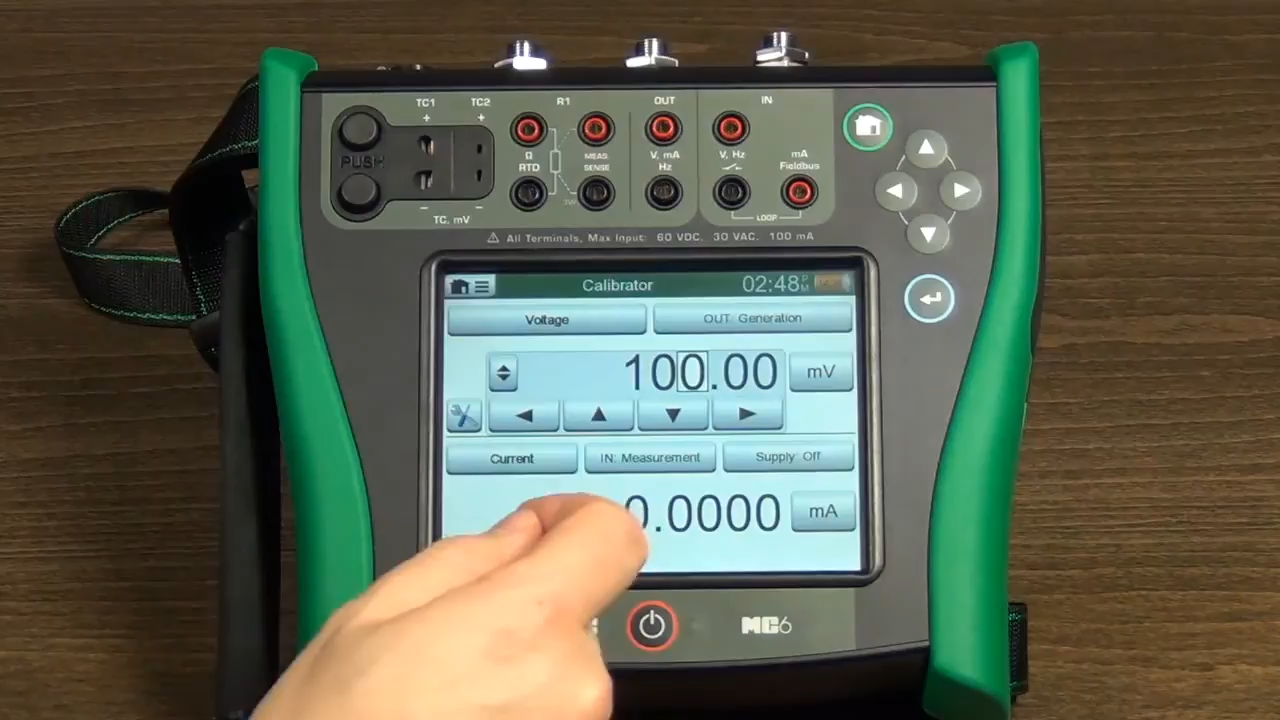 TC1 TC2 R1 OUT IN
+ + Ω RTD MEAS. SENSE V, mA Hz V, Hz mA Fieldbus
PUSH
− − LOOP
TC, mV
⚠ All Terminals, Max Input: 60 VDC, 30 VAC, 100 mA
Calibrator 02:48 PM
Voltage OUT: Generation
100.00 mV
Current IN: Measurement Supply: Off
0.0000 mA
MC6